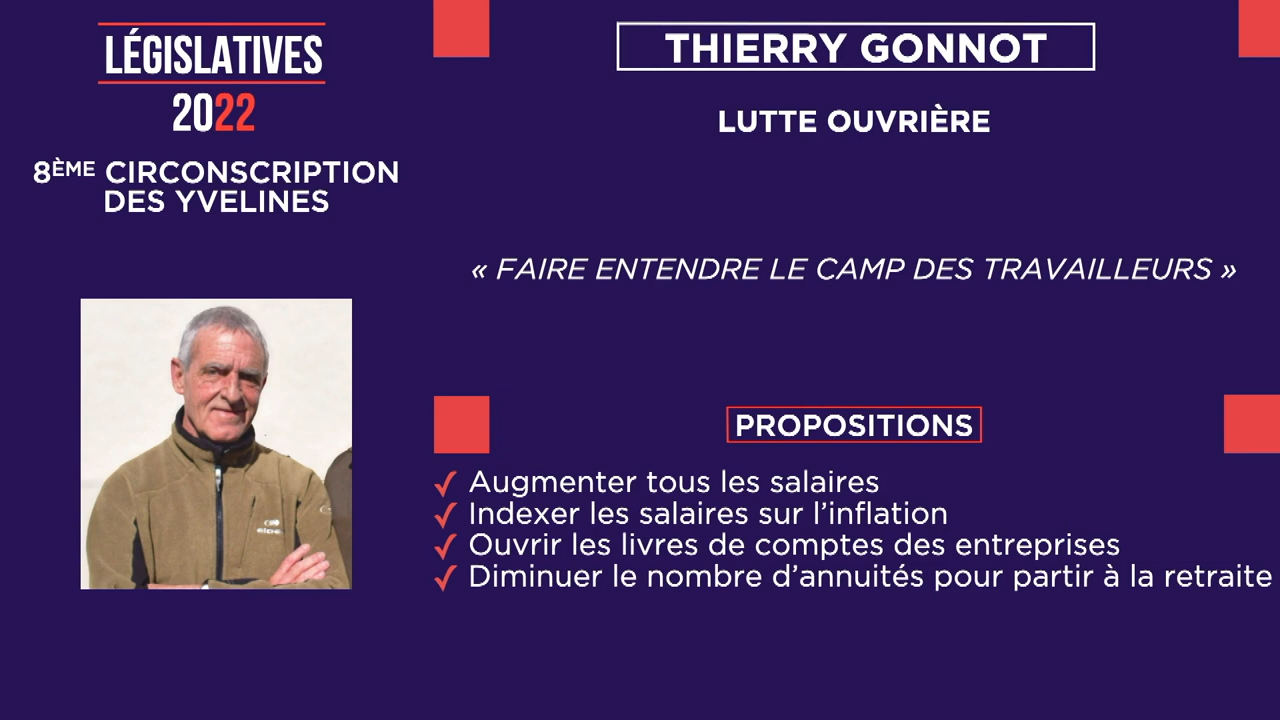 LÉGISLATIVES
2022
8ÈME CIRCONSCRIPTION
DES YVELINES
THIERRY GONNOT
LUTTE OUVRIÈRE
« FAIRE ENTENDRE LE CAMP DES TRAVAILLEURS »
PROPOSITIONS
✓ Augmenter tous les salaires
✓ Indexer les salaires sur l’inflation
✓ Ouvrir les livres de comptes des entreprises
✓ Diminuer le nombre d’annuités pour partir à la retraite